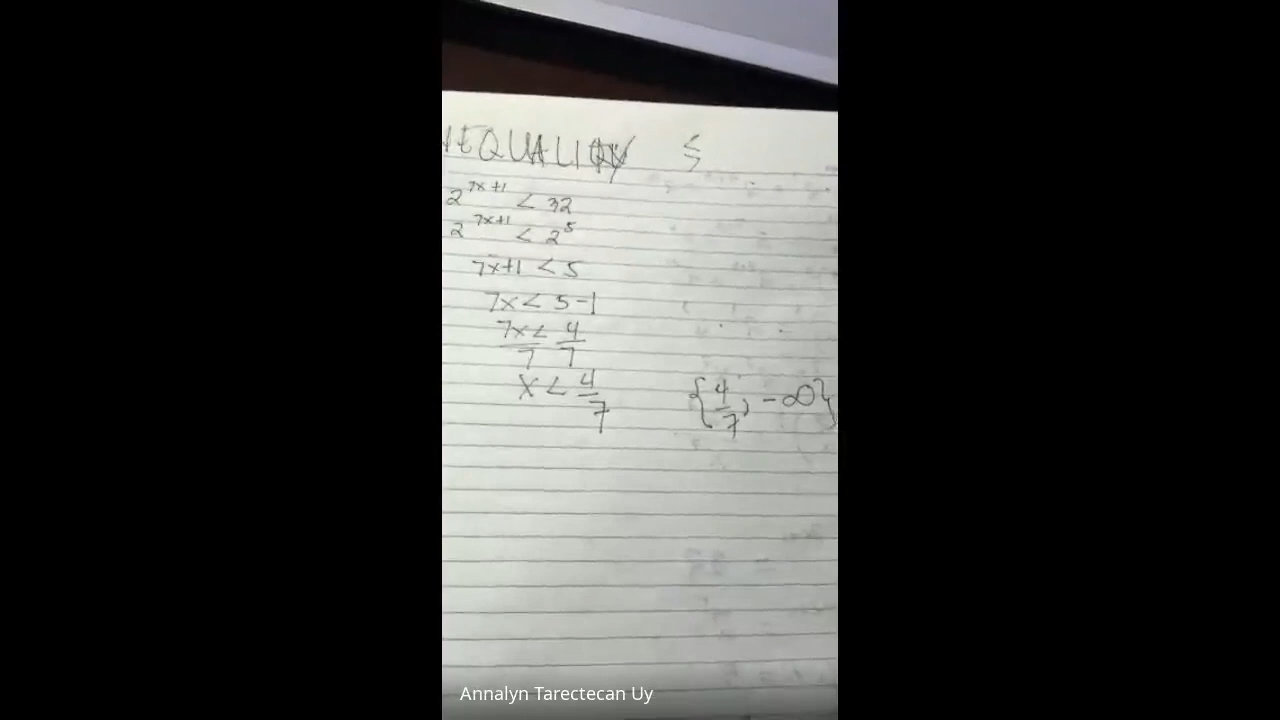 NEQUALITY ≤ >
2^{7x+1} < 32
2^{7x+1} < 2^5
7x+1 < 5
7x < 5-1
7x/7 < 4/7
x < 4/7 {4/7, -∞}
Annalyn Tarectecan Uy